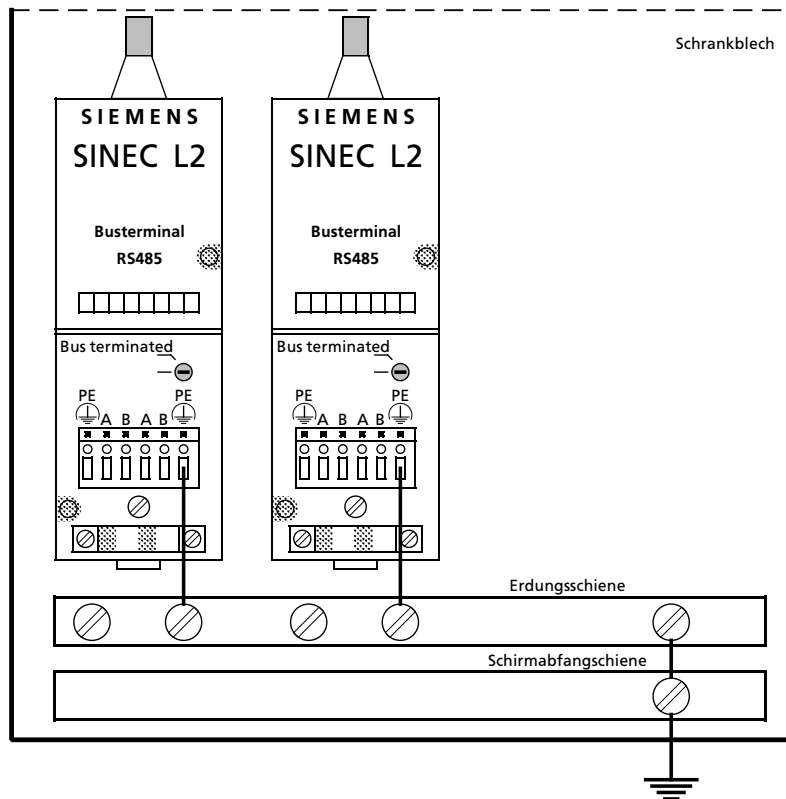 Schrankblech
SIEMENS
SINEC L2
Busterminal
RS485
Bus terminated
PE
A B A B
PE
SIEMENS
SINEC L2
Busterminal
RS485
Bus terminated
PE
A B A B
PE
Erdungsschiene
Schirmabfangschiene